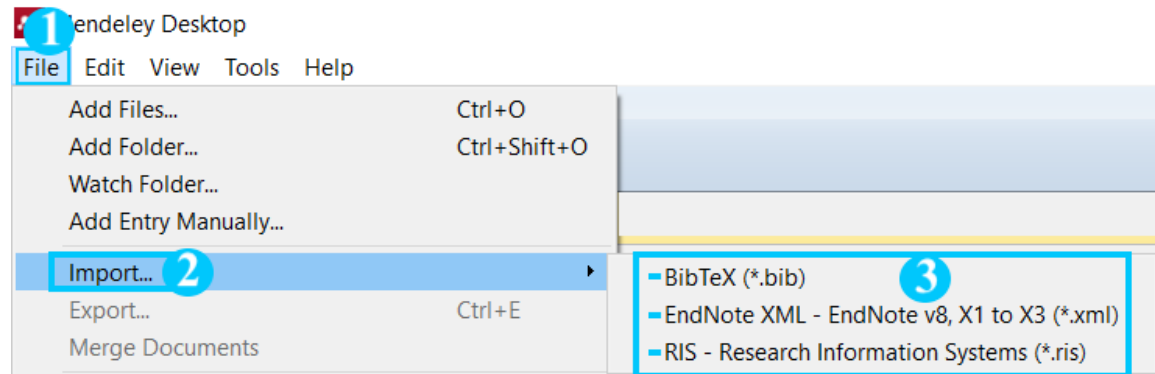 1 endeley Desktop
File Edit View Tools Help
Add Files... Ctrl+O
Add Folder... Ctrl+Shift+O
Watch Folder...
Add Entry Manually...
Import... 2
BibTeX (*.bib) 3
Export... Ctrl+E
EndNote XML - EndNote v8, X1 to X3 (*.xml)
Merge Documents
RIS - Research Information Systems (*.ris)